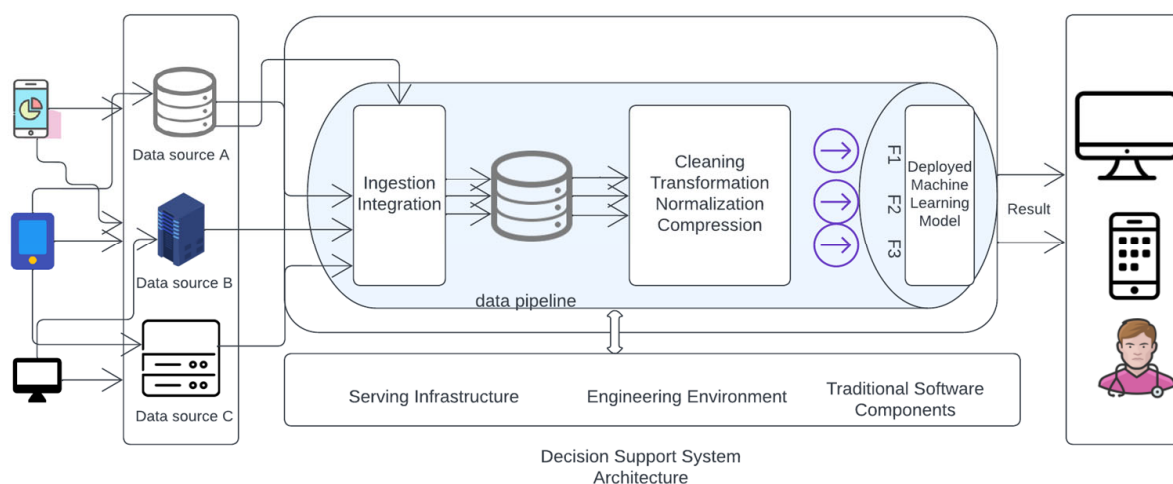 Data source A
Data source B
Data source C
Ingestion
Integration
Cleaning
Transformation
Normalization
Compression
F1
F2
F3
Deployed
Machine
Learning
Model
Result
data pipeline
Serving Infrastructure
Engineering Environment
Traditional Software
Components
Decision Support System
Architecture